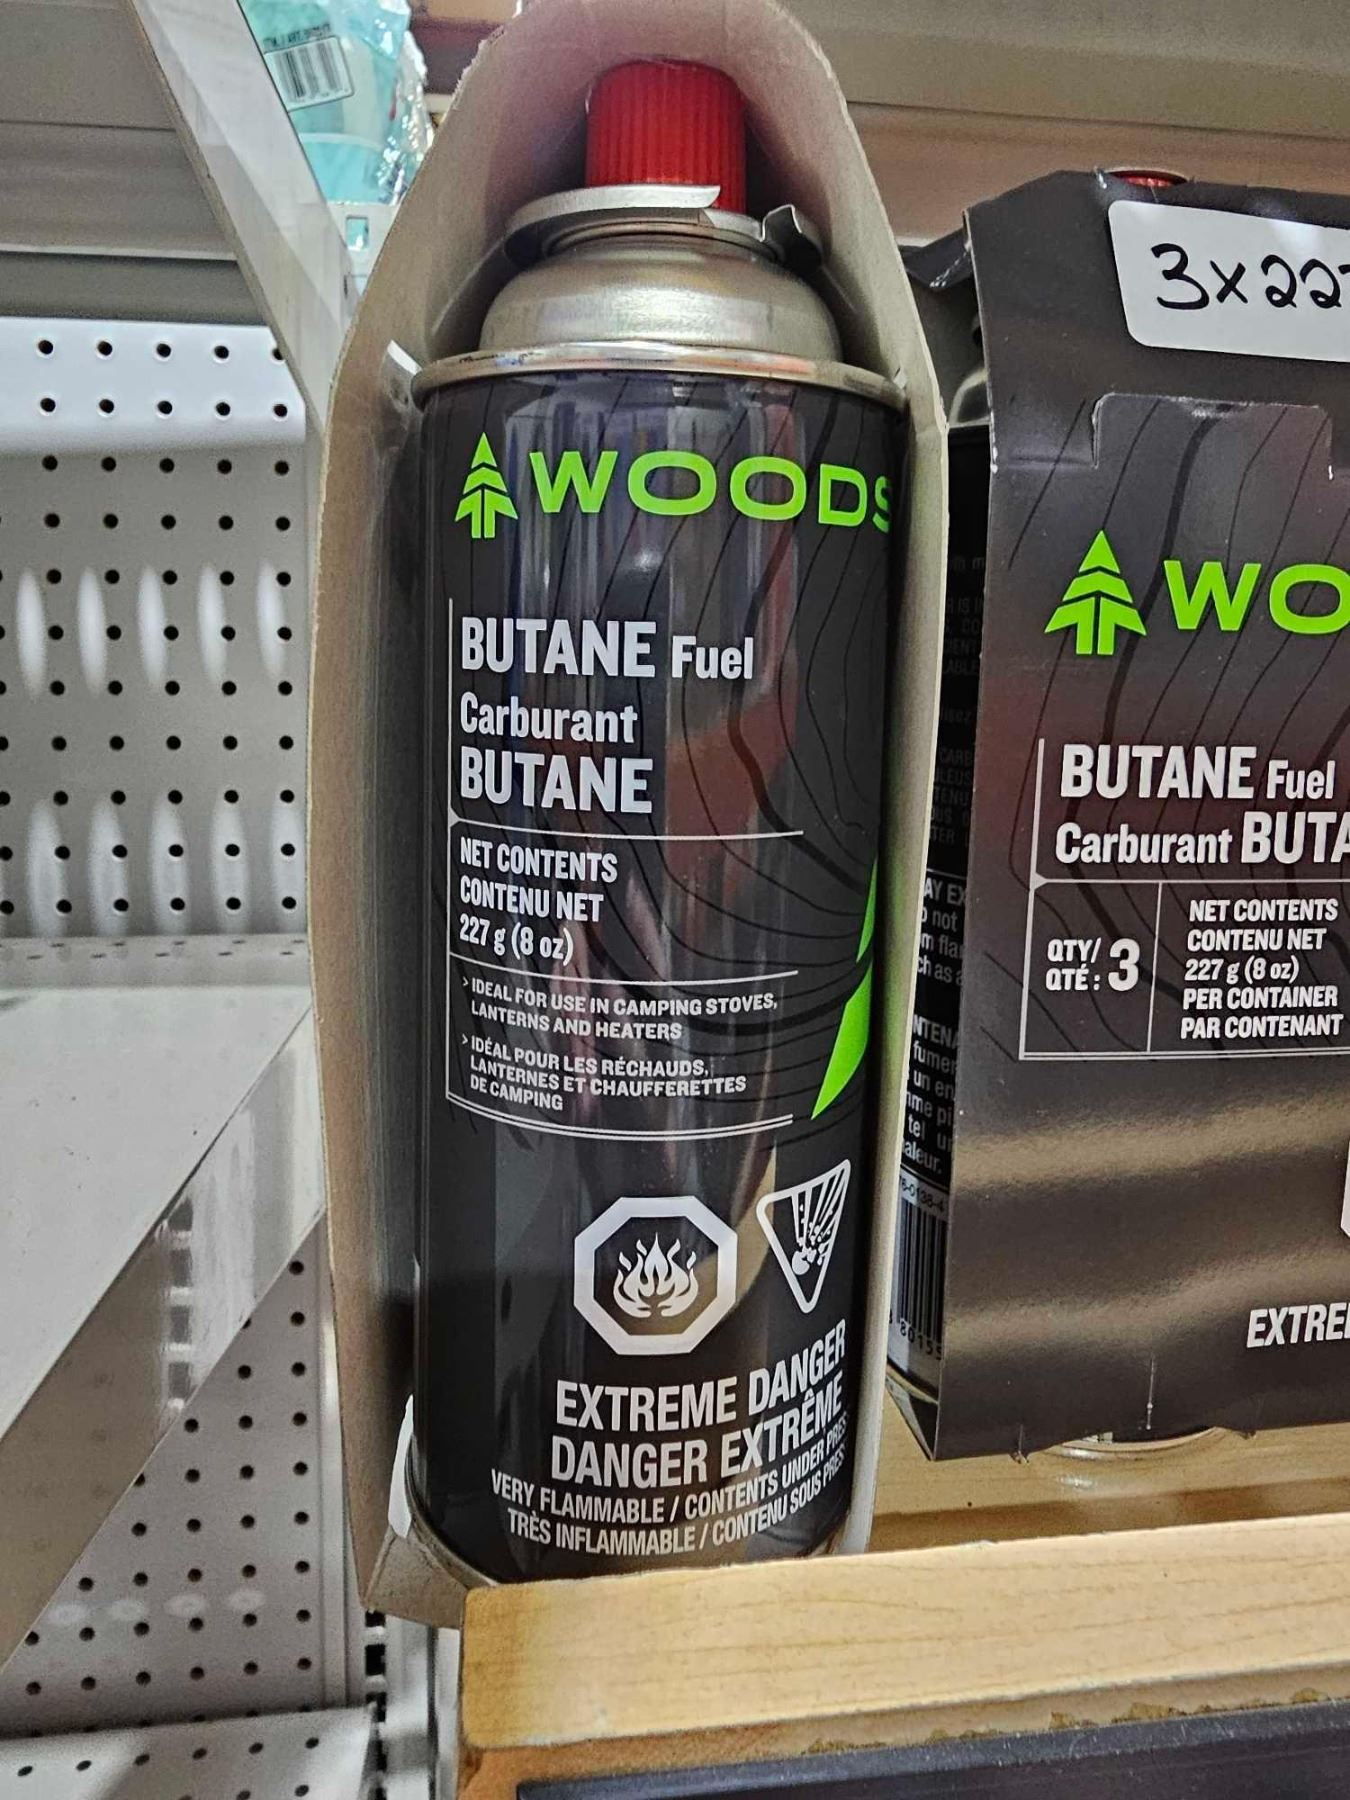 WOODS
BUTANE Fuel
Carburant
BUTANE
NET CONTENTS
CONTENU NET
227 g (8 oz)
> IDEAL FOR USE IN CAMPING STOVES,
LANTERNS AND HEATERS
> IDÉAL POUR LES RÉCHAUDS,
LANTERNES ET CHAUFFERETTES
DE CAMPING
EXTREME DANGER
DANGER EXTRÊME
VERY FLAMMABLE / CONTENTS UNDER
TRÈS INFLAMMABLE / CONTENU SOUS
3x22
WO
BUTANE Fuel
Carburant BUTA
QTY/
QTÉ : 3
NET CONTENTS
CONTENU NET
227 g (8 oz)
PER CONTAINER
PAR CONTENANT
EXTRE